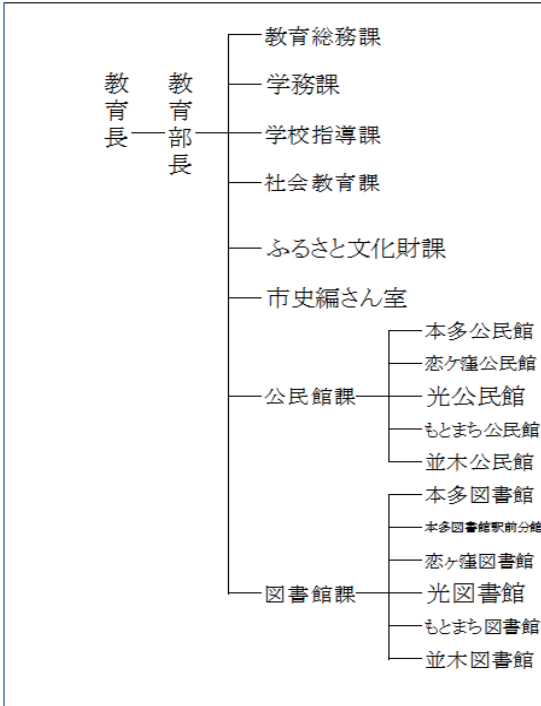 教育長
教育部長
教育総務課
学務課
学校指導課
社会教育課
ふるさと文化財課
市史編さん室
公民館課
本多公民館
恋ケ窪公民館
光公民館
もとまち公民館
並木公民館
図書館課
本多図書館
本多図書館駅前分館
恋ヶ窪図書館
光図書館
もとまち図書館
並木図書館